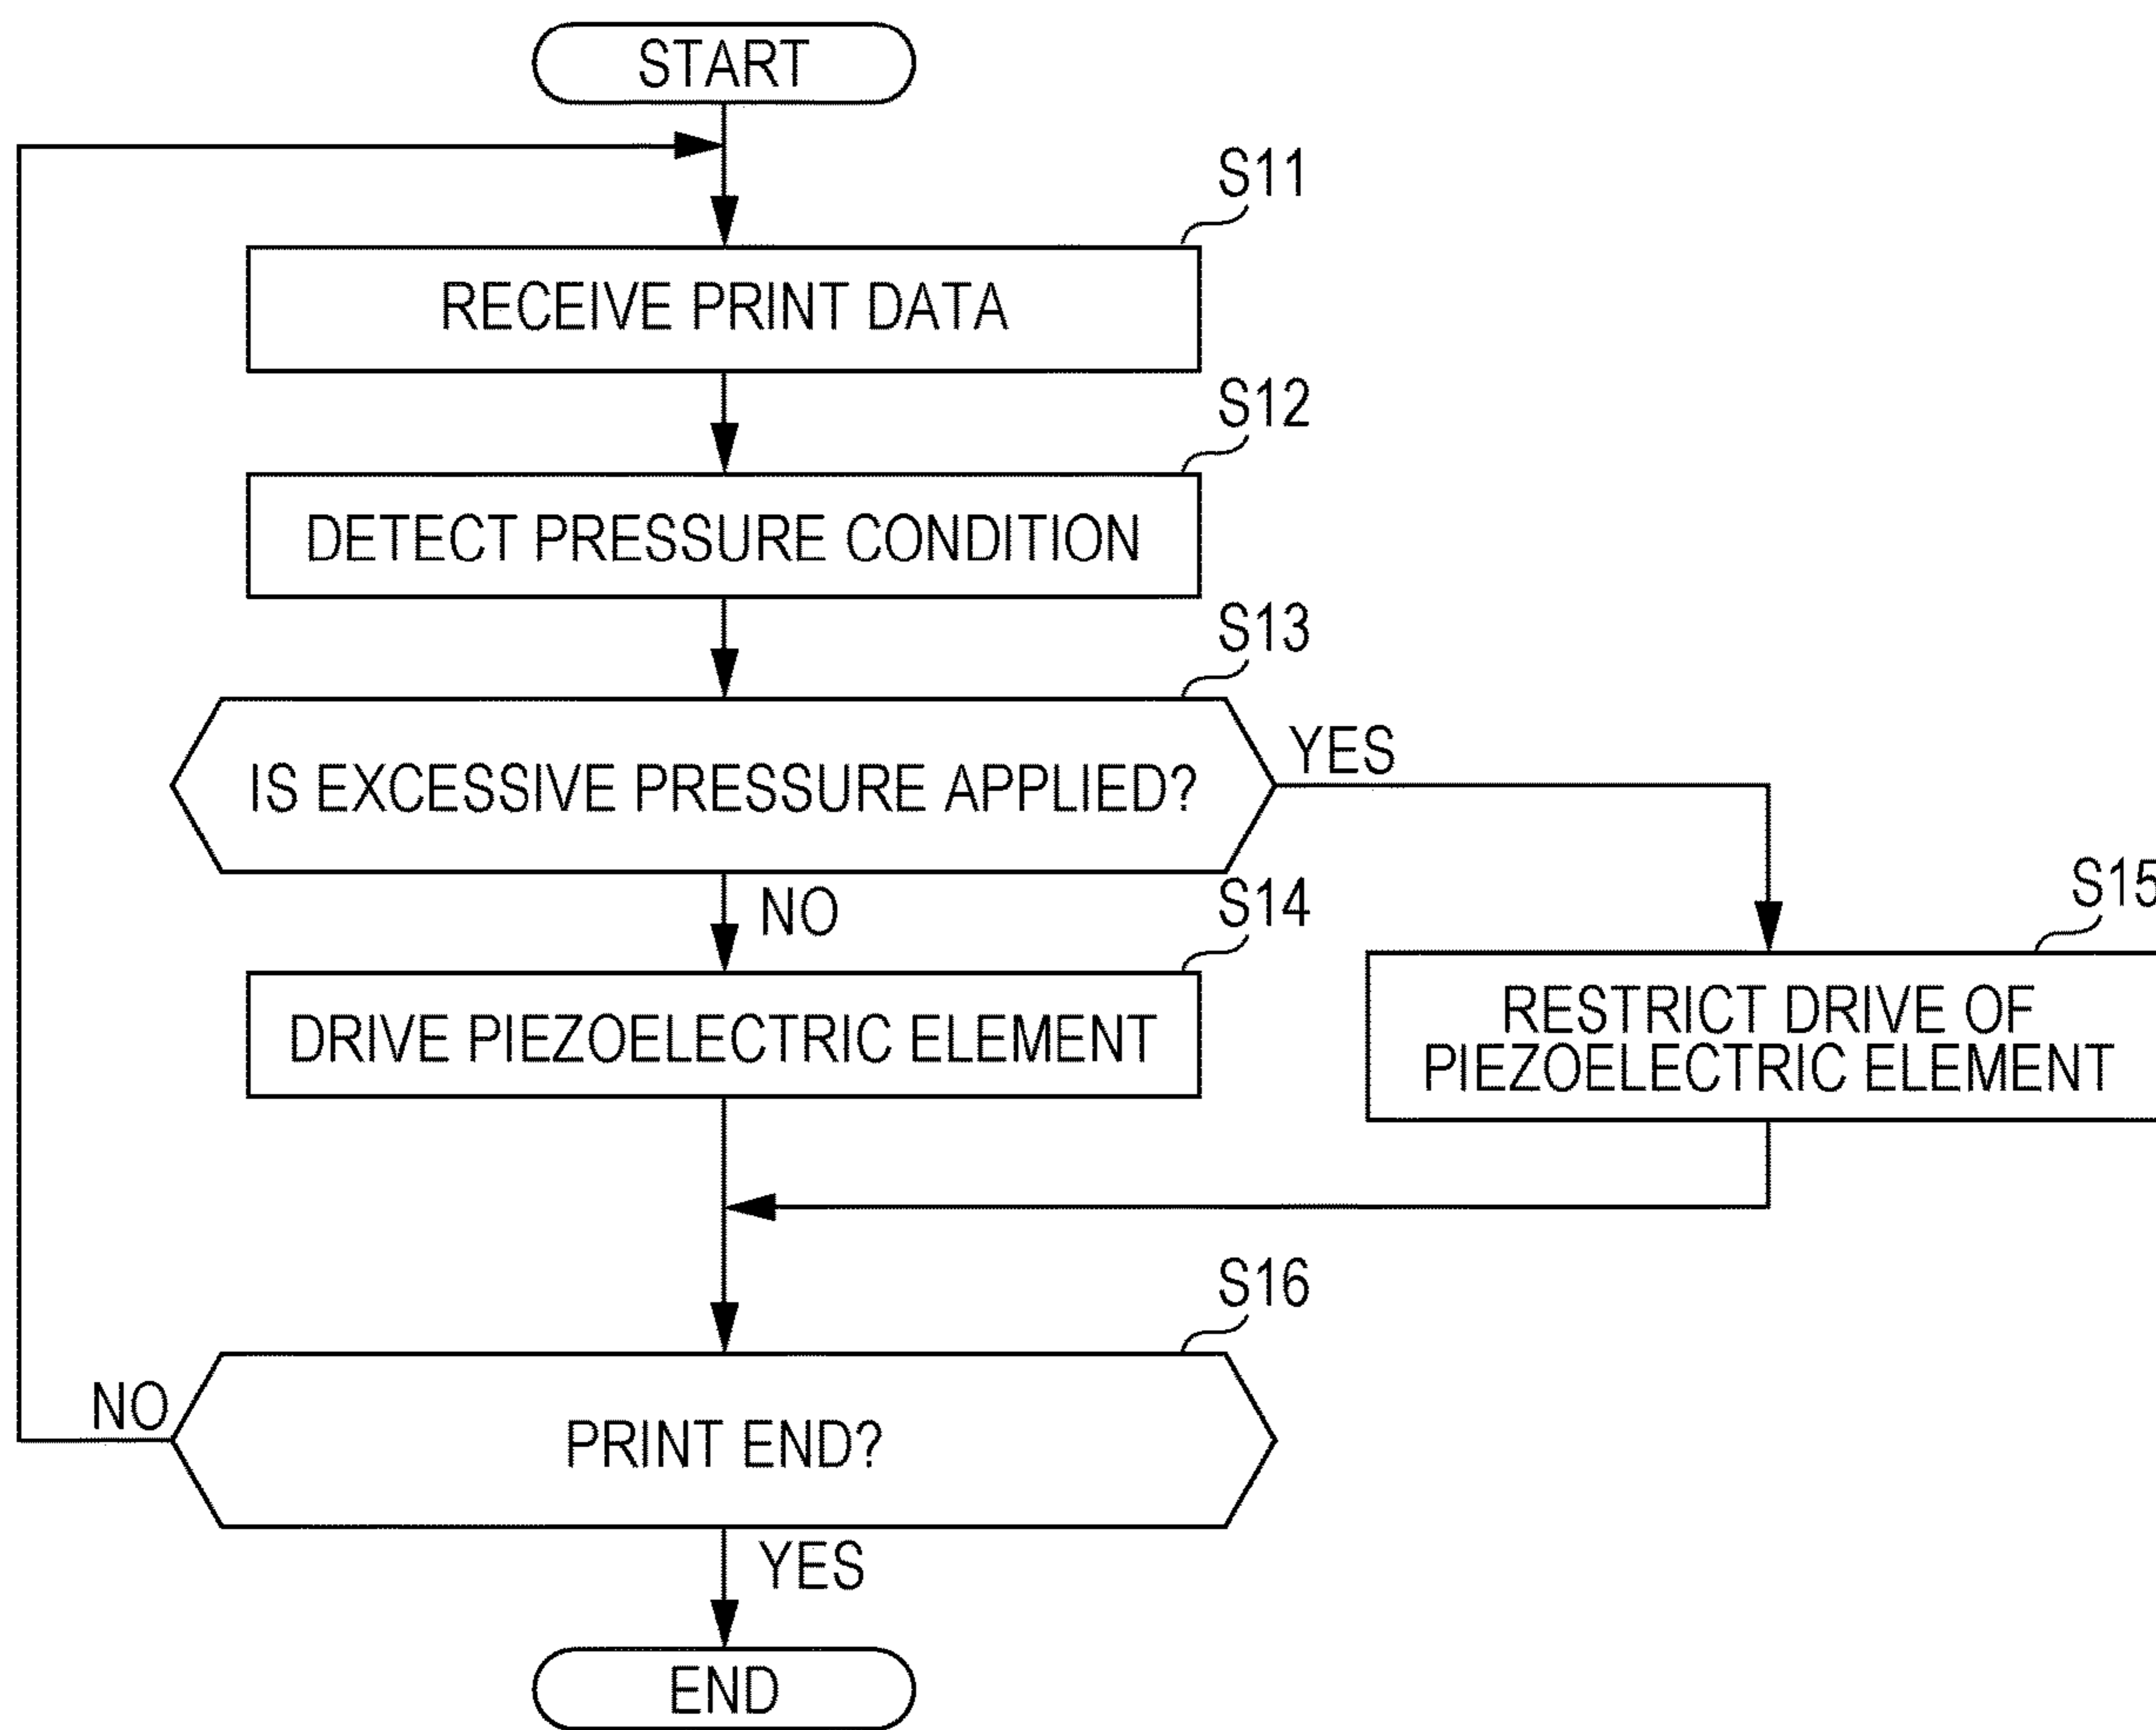 START
S11
RECEIVE PRINT DATA
S12
DETECT PRESSURE CONDITION
S13
IS EXCESSIVE PRESSURE APPLIED?
YES
NO
S14
DRIVE PIEZOELECTRIC ELEMENT
S15
RESTRICT DRIVE OF
PIEZOELECTRIC ELEMENT
S16
NO
PRINT END?
YES
END